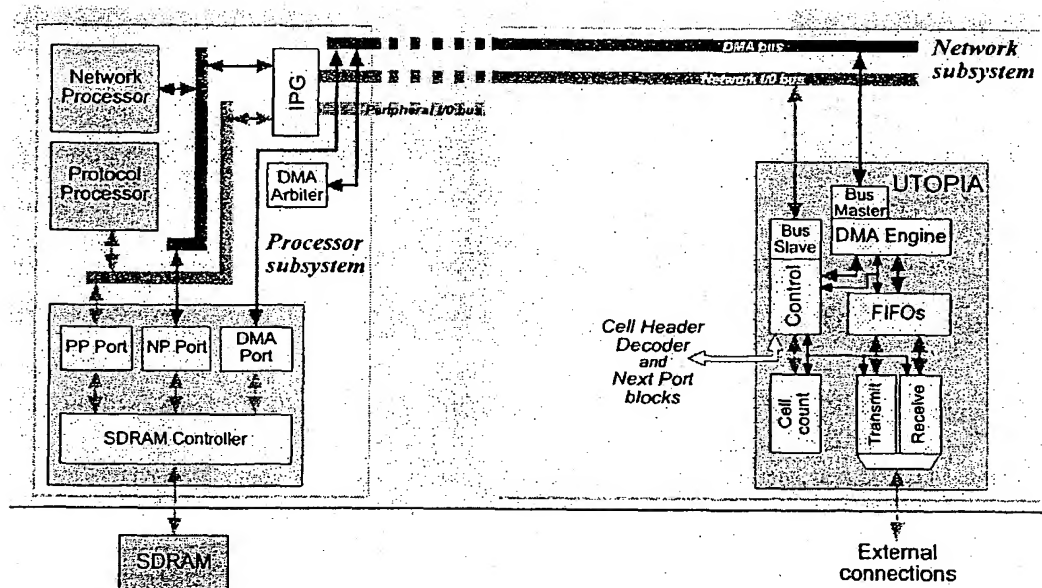 Network
Processor
Protocol
Processor
IPG
DMA bus
Network I/O bus
Peripheral I/O bus
DMA
Arbiter
Processor
subsystem
Network
subsystem
PP Port
NP Port
DMA
Port
SDRAM Controller
SDRAM
UTOPIA
Bus
Master
DMA Engine
Bus
Slave
Control
FIFOs
Cell Header
Decoder
and
Next Port
blocks
Cell
count
Transmit
Receive
External
connections